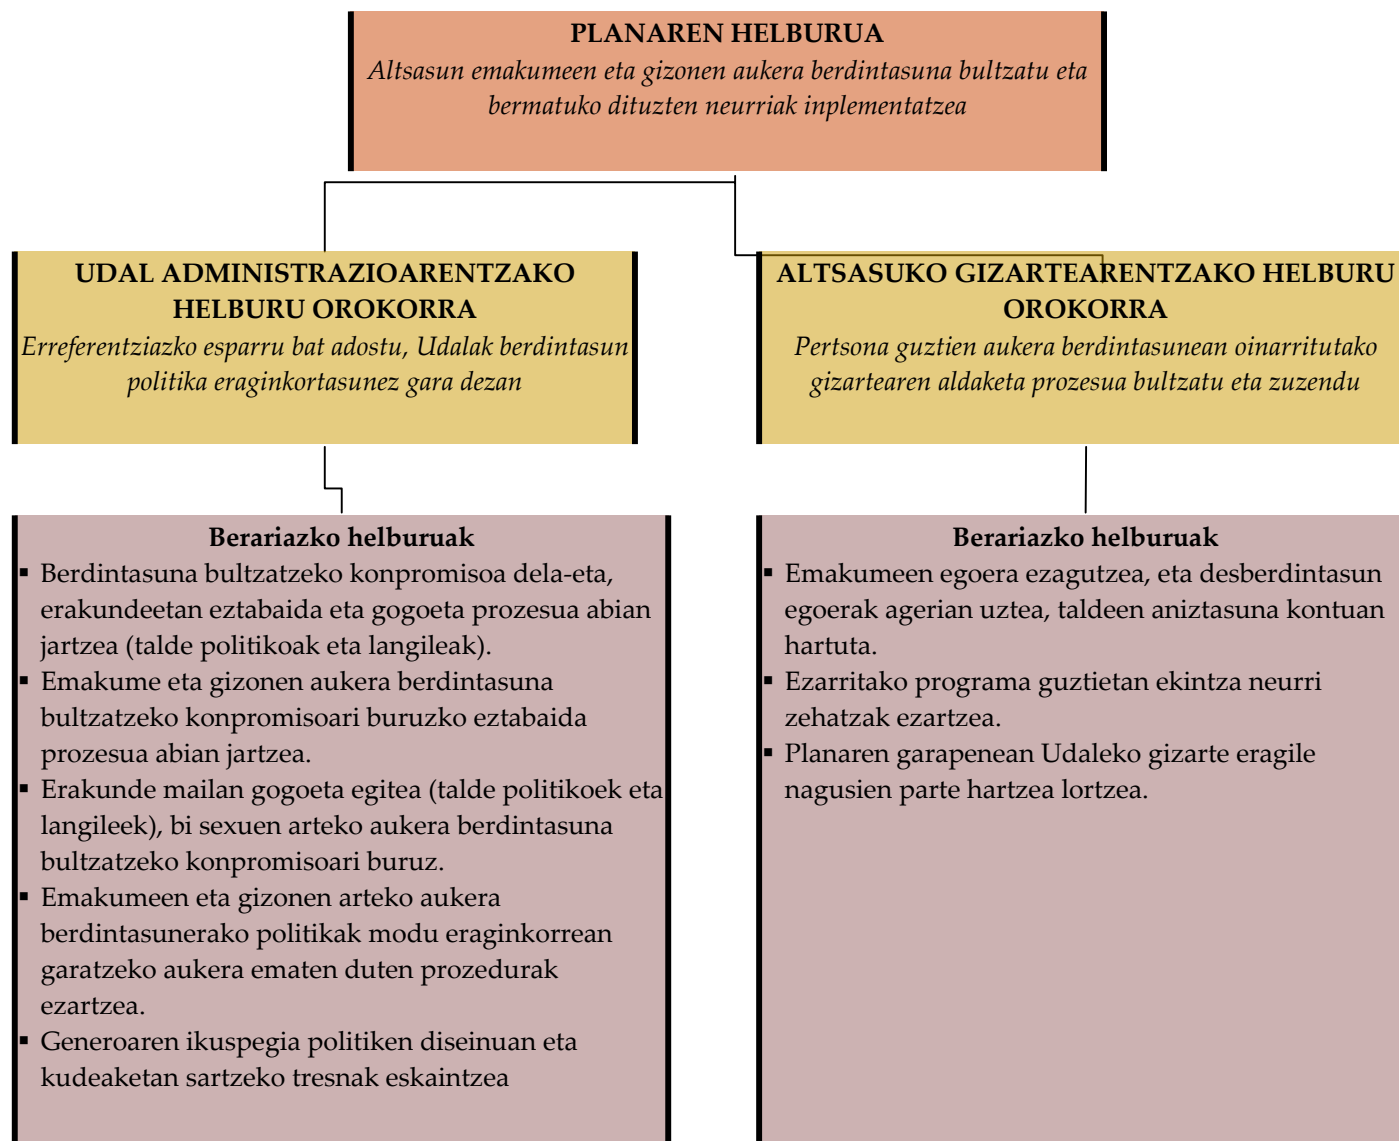 PLANAREN HELBURUA
Altsasun emakumeen eta gizonen aukera berdintasuna bultzatu eta
bermatuko dituzten neurriak inplementatzea
UDAL ADMINISTRAZIOARENTZAKO
HELBURU OROKORRA
Erreferentziazko esparru bat adostu, Udalak berdintasun
politika eraginkortasunez gara dezan
ALTSASUKO GIZARTEARENTZAKO HELBURU
OROKORRA
Pertsona guztien aukera berdintasunean oinarritutako
gizartearen aldaketa prozesua bultzatu eta zuzendu
Berariazko helburuak
▪ Berdintasuna bultzatzeko konpromisoa dela-eta,
erakundeetan eztabaida eta gogoeta prozesua abian
jartzea (talde politikoak eta langileak).
▪ Emakume eta gizonen aukera berdintasuna
bultzatzeko konpromisoari buruzko eztabaida
prozesua abian jartzea.
▪ Erakunde mailan gogoeta egitea (talde politikoek eta
langileek), bi sexuen arteko aukera berdintasuna
bultzatzeko konpromisoari buruz.
▪ Emakumeen eta gizonen arteko aukera
berdintasunerako politikak modu eraginkorrean
garatzeko aukera ematen duten prozedurak
ezartzea.
▪ Generoaren ikuspegia politiken diseinuan eta
kudeaketan sartzeko tresnak eskaintzea
Berariazko helburuak
▪ Emakumeen egoera ezagutzea, eta desberdintasun
egoerak agerian uztea, taldeen aniztasuna kontuan
hartuta.
▪ Ezarritako programa guztietan ekintza neurri
zehatzak ezartzea.
▪ Planaren garapenean Udaleko gizarte eragile
nagusien parte hartzea lortzea.